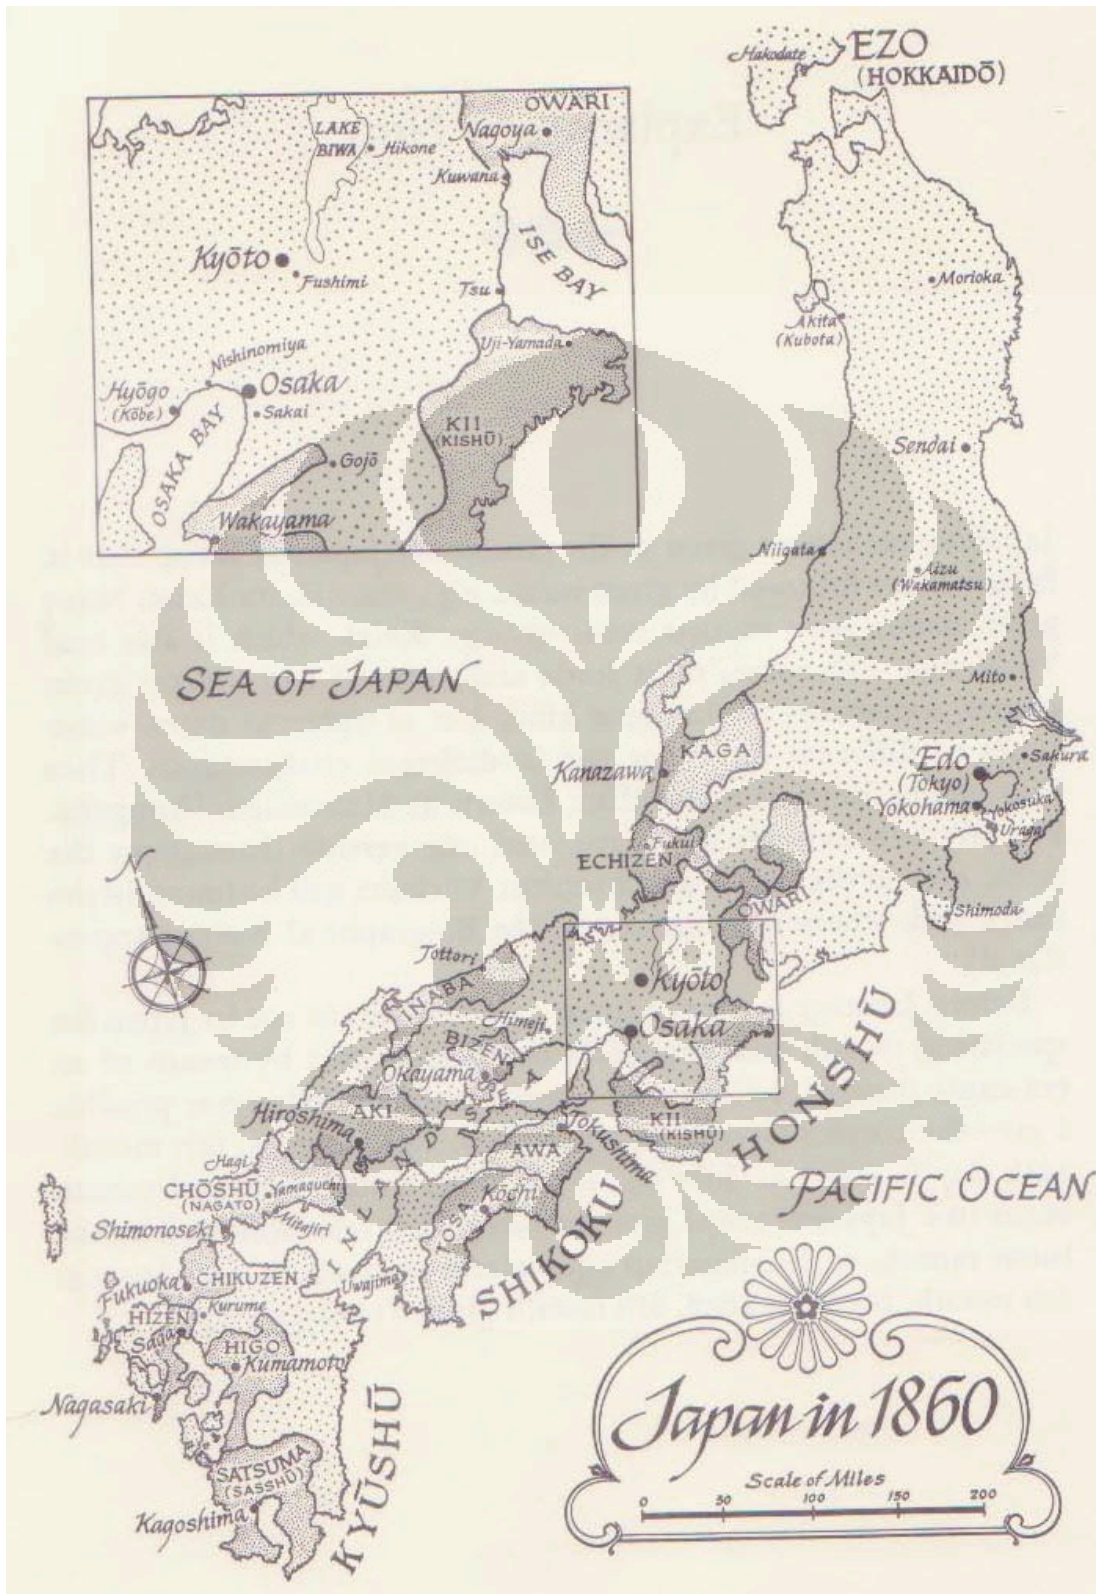 Hakodate
EZO
(HOKKAIDŌ)
OWARI
LAKE
BIWA
Hikone
Nagoya
Kuwana
ISE BAY
Kyōto
Fushimi
Tsu
Uji-Yamada
Nishinomiya
Hyōgo
(Kōbe)
Osaka
Sakai
OSAKA BAY
KII
(KISHŪ)
Gojō
Wakayama
Morioka
Akita
(Kubota)
Sendai
Niigata
Aizu
(Wakamatsu)
SEA OF JAPAN
Mito
KAGA
Kanazawa
Edo
(Tokyo)
Sakura
Yokohama
Yokosuka
Uraga
Fukui
ECHIZEN
OWARI
Shimoda
N
Tottori
INABA
Kyōto
Himeji
Osaka
BIZEN
Okayama
HONSHŪ
Hiroshima
AKI
INLAND SEA
KII
(KISHŪ)
Tokushima
AWA
Hagi
CHŌSHŪ
(NAGATO)
Yamaguchi
Mitajiri
Kōchi
TOSA
PACIFIC OCEAN
Shimonoseki
SHIKOKU
Uwajima
Fukuoka
CHIKUZEN
HIZEN
Kurume
Saga
HIGO
Kumamoto
Nagasaki
KYŪSHŪ
SATSUMA
(SASSHŪ)
Kagoshima
Japan in 1860
Scale of Miles
0 50 100 150 200